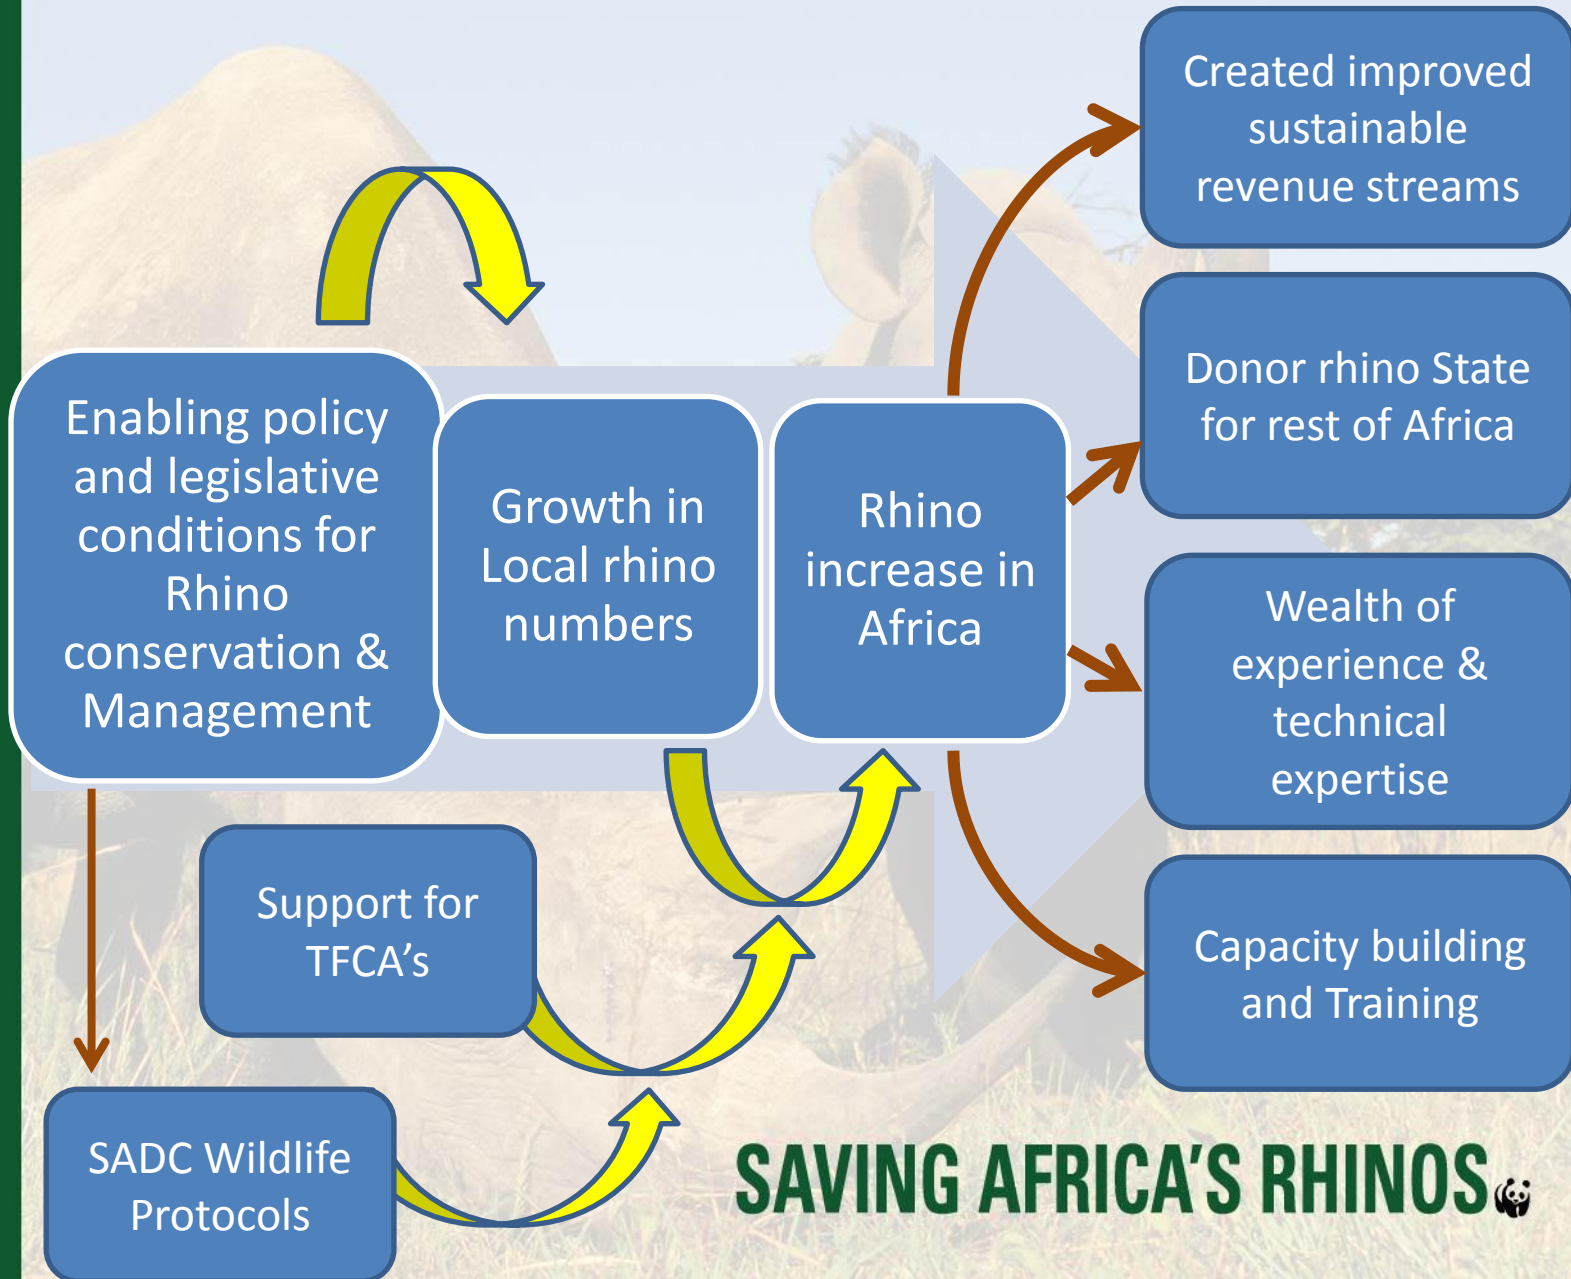 Created improved
sustainable
revenue streams
Donor rhino State
for rest of Africa
Enabling policy
and legislative
conditions for
Rhino
conservation &
Management
Growth in
Local rhino
numbers
Rhino
increase in
Africa
Wealth of
experience &
technical
expertise
Support for
TFCA’s
Capacity building
and Training
SADC Wildlife
Protocols
SAVING AFRICA’S RHINOS